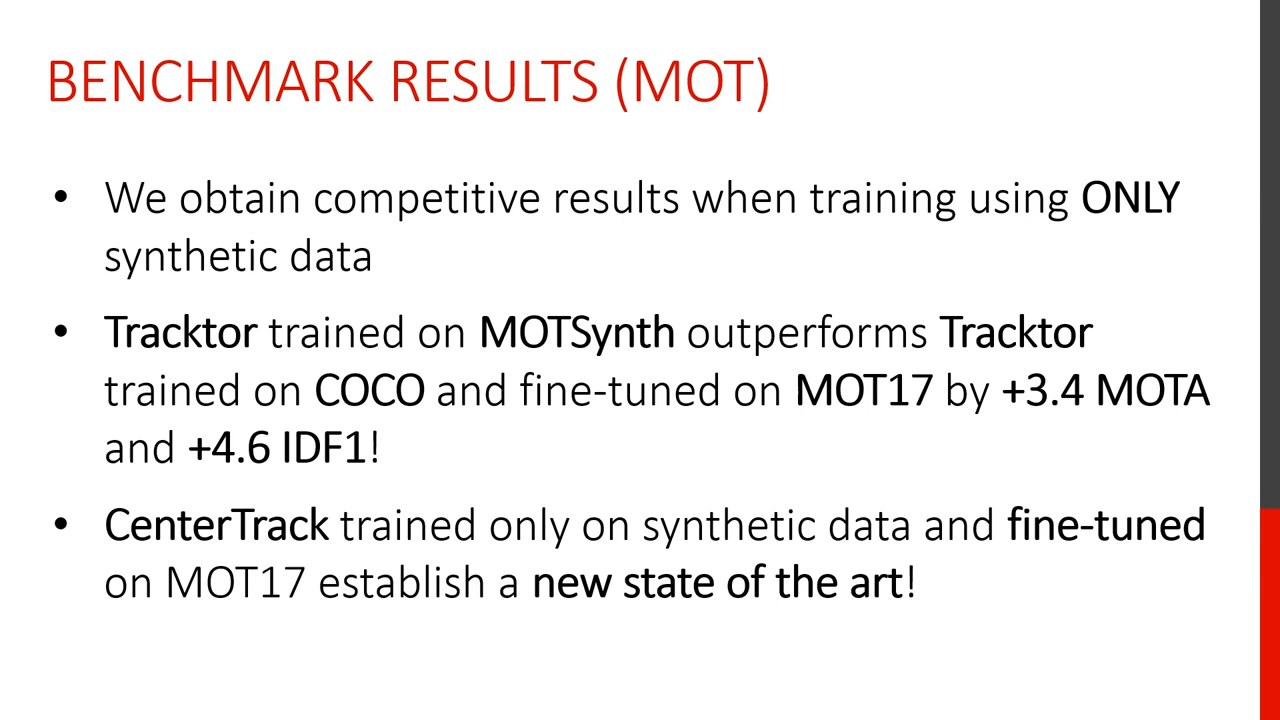 BENCHMARK RESULTS (MOT)
• We obtain competitive results when training using ONLY
synthetic data
• Tracktor trained on MOTSynth outperforms Tracktor
trained on COCO and fine-tuned on MOT17 by +3.4 MOTA
and +4.6 IDF1!
• CenterTrack trained only on synthetic data and fine-tuned
on MOT17 establish a new state of the art!